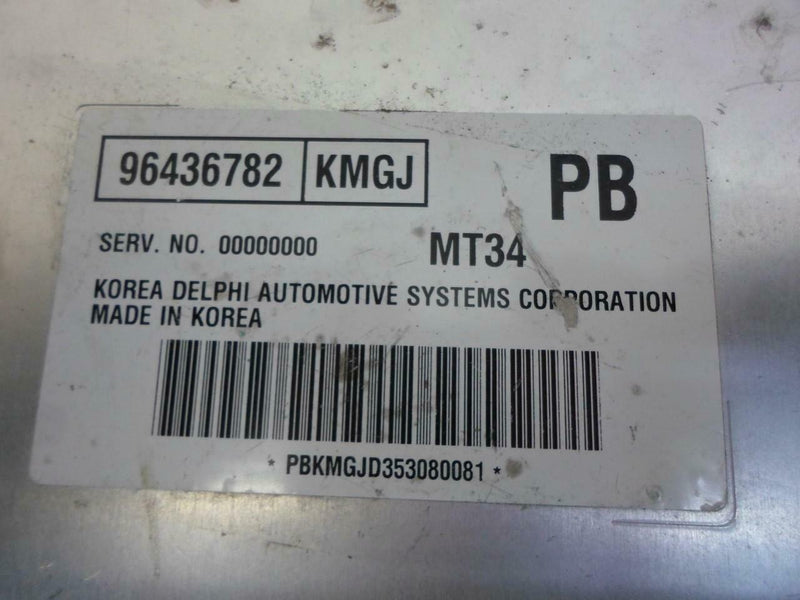 96436782 KMGJ PB
SERV. NO. 00000000 MT34
KOREA DELPHI AUTOMOTIVE SYSTEMS CORPORATION
MADE IN KOREA
* PBKMGJD353080081 *